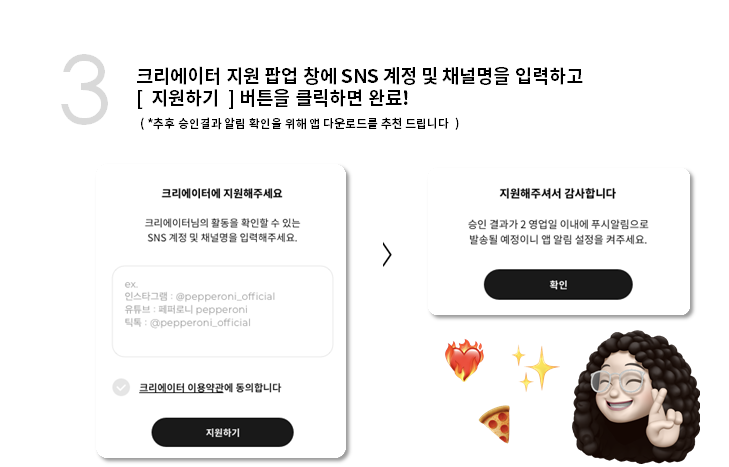 3
크리에이터 지원 팝업 창에 SNS 계정 및 채널명을 입력하고
[ 지원하기 ] 버튼을 클릭하면 완료!
( *추후 승인결과 알림 확인을 위해 앱 다운로드를 추천 드립니다 )
크리에이터에 지원해주세요
크리에이터님의 활동을 확인할 수 있는
SNS 계정 및 채널명을 입력해주세요.
ex.
인스타그램 : @pepperoni_official
유튜브 : 페퍼로니 pepperoni
틱톡 : @pepperoni_official
크리에이터 이용약관에 동의합니다
지원하기
지원해주셔서 감사합니다
승인 결과가 2 영업일 이내에 푸시알림으로
발송될 예정이니 앱 알림 설정을 켜주세요.
확인